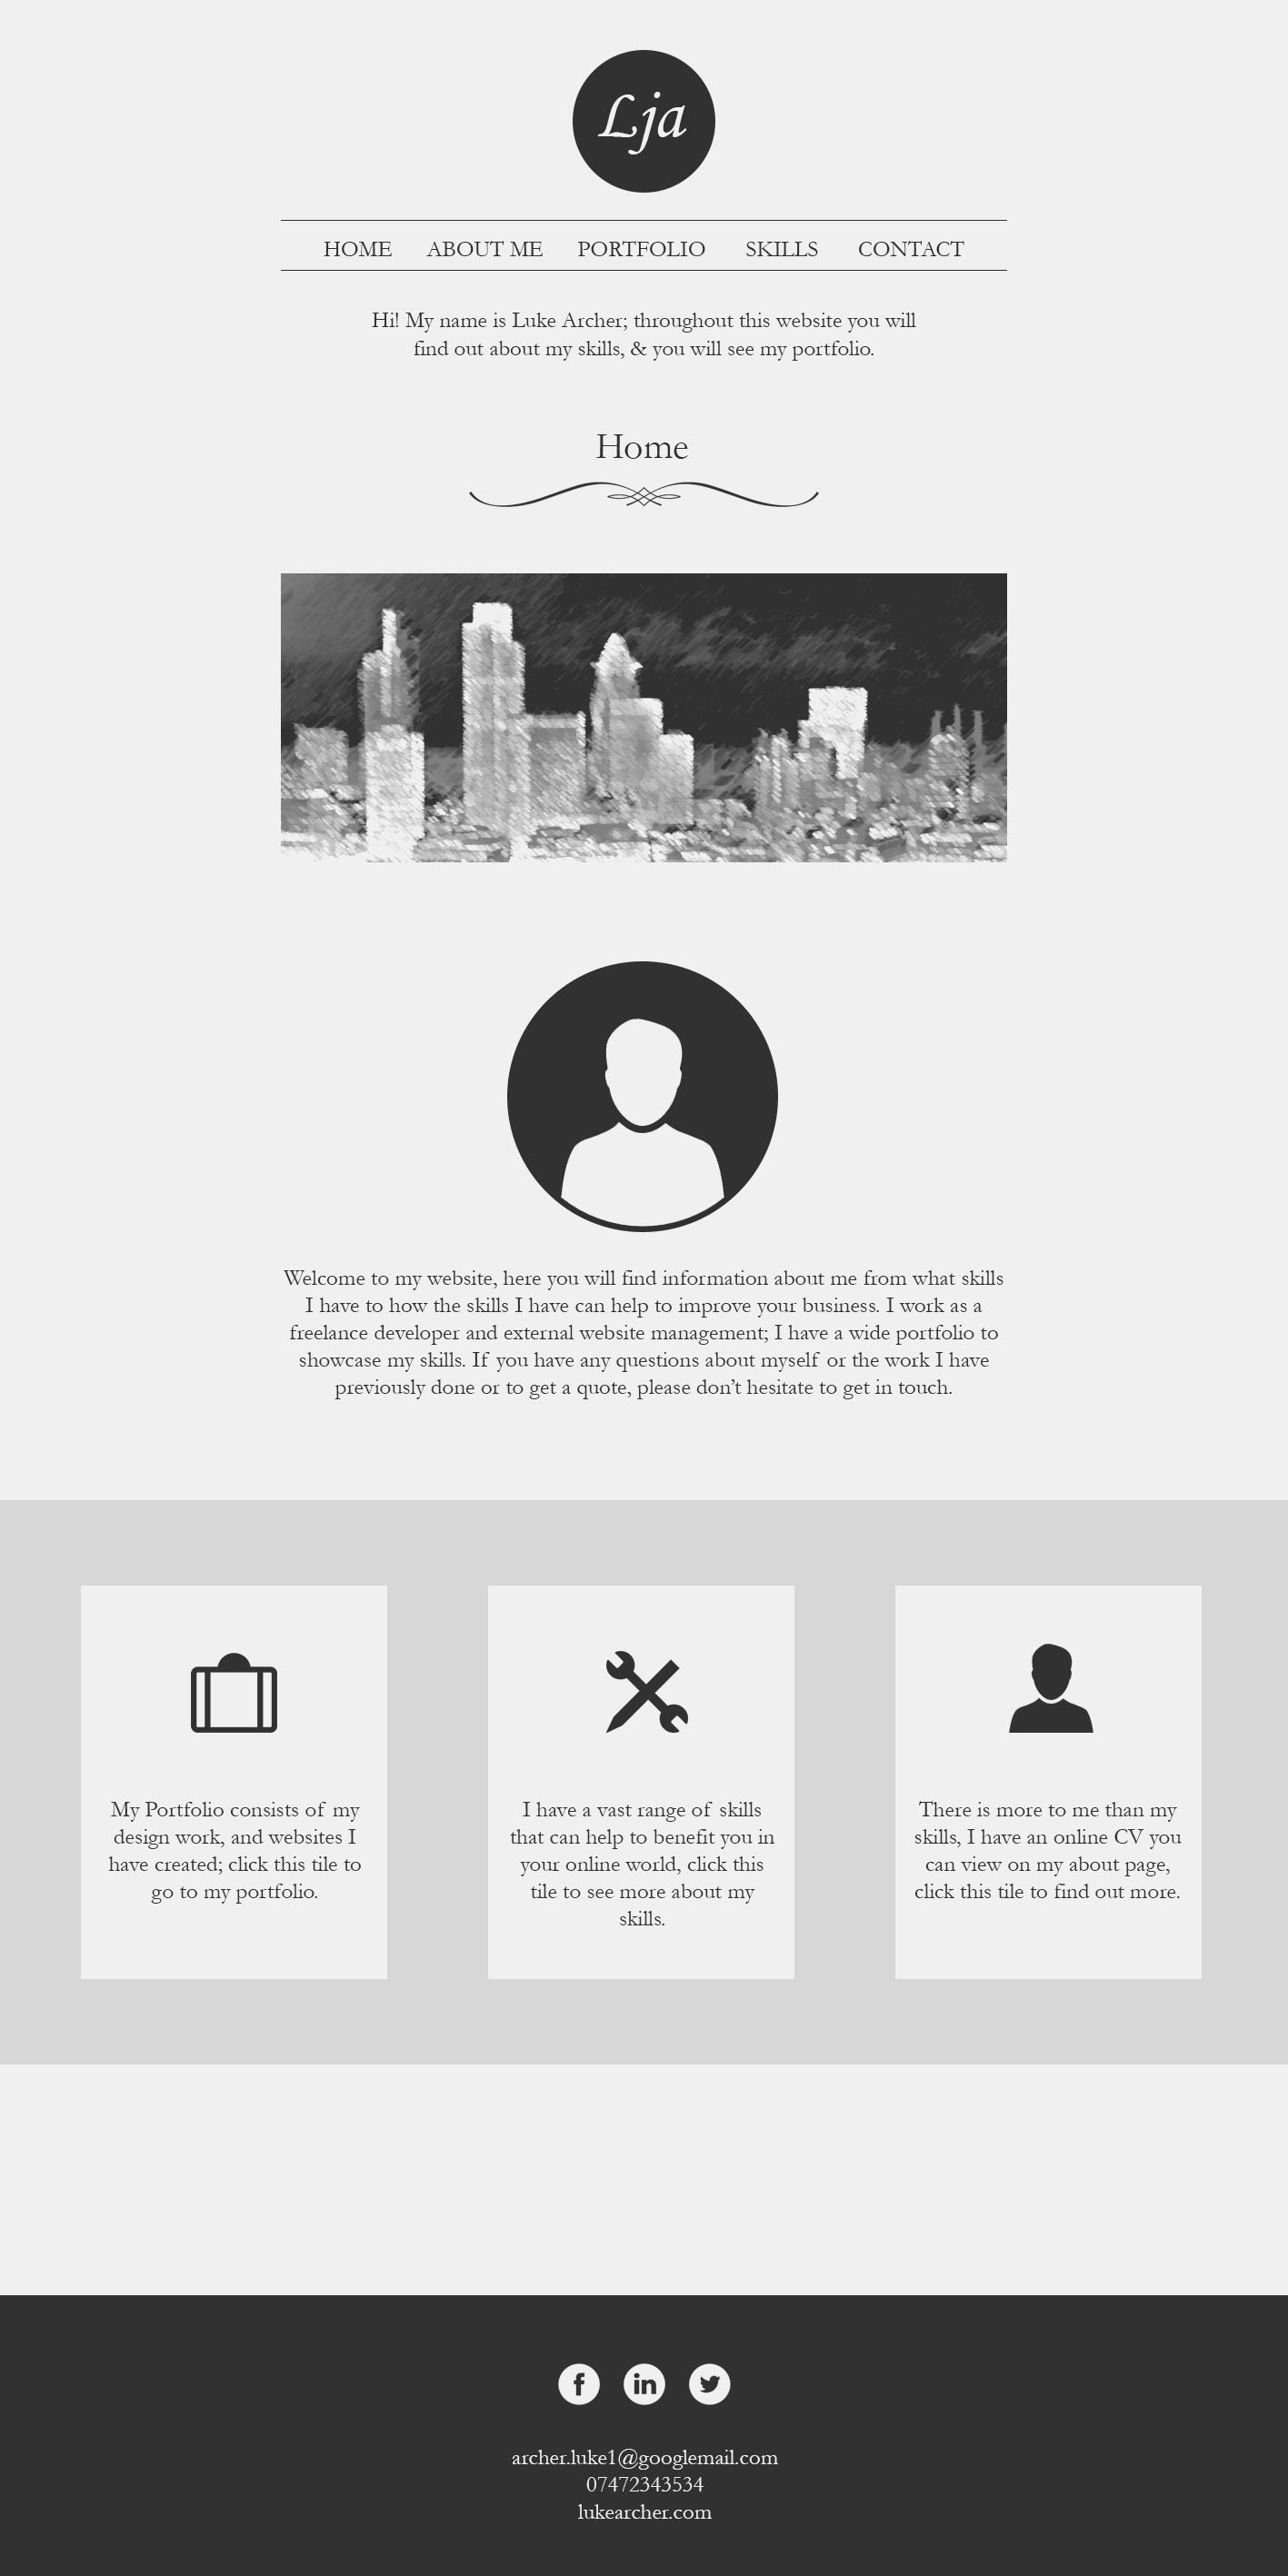 Lja
HOME ABOUT ME PORTFOLIO SKILLS CONTACT
Hi! My name is Luke Archer; throughout this website you will
find out about my skills, & you will see my portfolio.
Home
Welcome to my website, here you will find information about me from what skills
I have to how the skills I have can help to improve your business. I work as a
freelance developer and external website management; I have a wide portfolio to
showcase my skills. If you have any questions about myself or the work I have
previously done or to get a quote, please don’t hesitate to get in touch.
My Portfolio consists of my
design work, and websites I
have created; click this tile to
go to my portfolio.
I have a vast range of skills
that can help to benefit you in
your online world, click this
tile to see more about my
skills.
There is more to me than my
skills, I have an online CV you
can view on my about page,
click this tile to find out more.
f in
archer.luke1@googlemail.com
07472343534
lukearcher.com